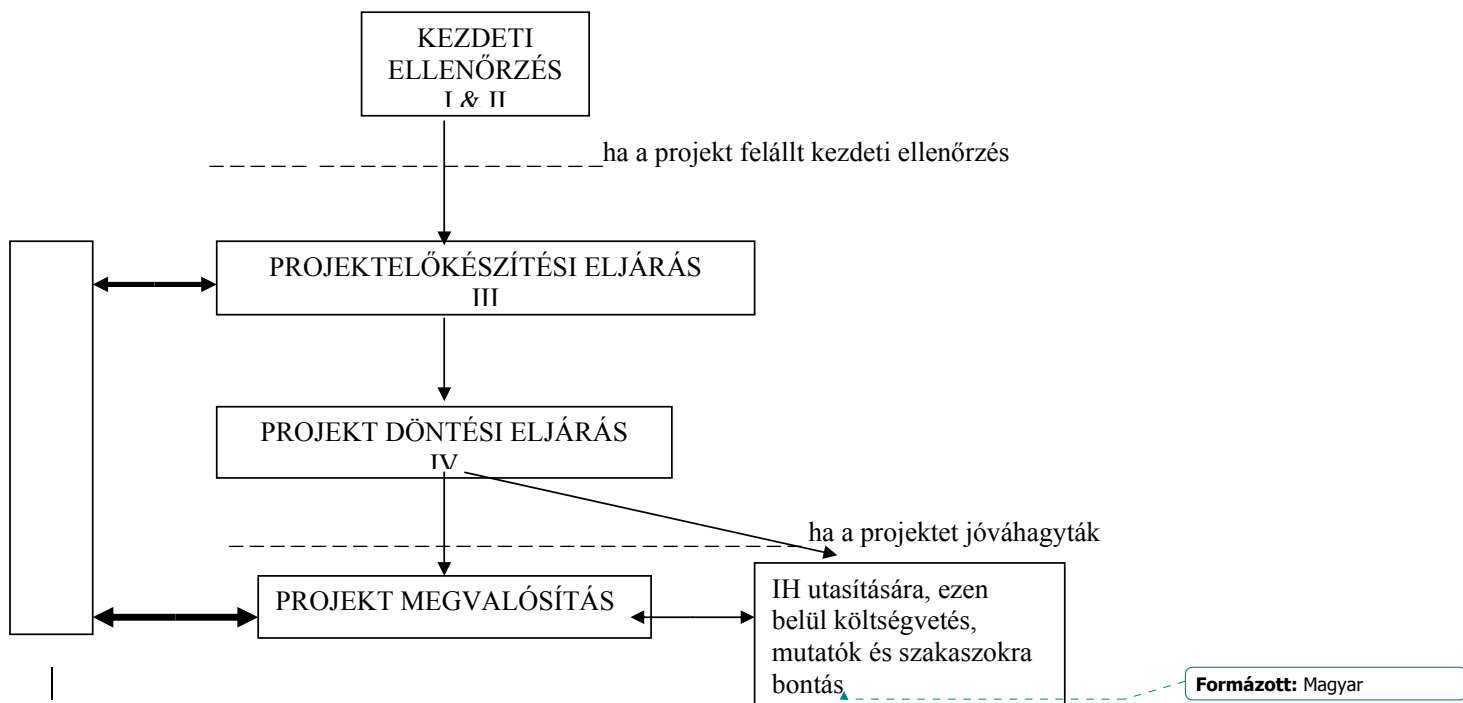 KEZDETI
ELLENŐRZÉS
I & II
ha a projekt felállt kezdeti ellenőrzés
PROJEKTELŐKÉSZÍTÉSI ELJÁRÁS
III
PROJEKT DÖNTÉSI ELJÁRÁS
IV
ha a projektet jóváhagyták
PROJEKT MEGVALÓSÍTÁS
IH utasítására, ezen
belül költségvetés,
mutatók és szakaszokra
bontás
Formázott: Magyar